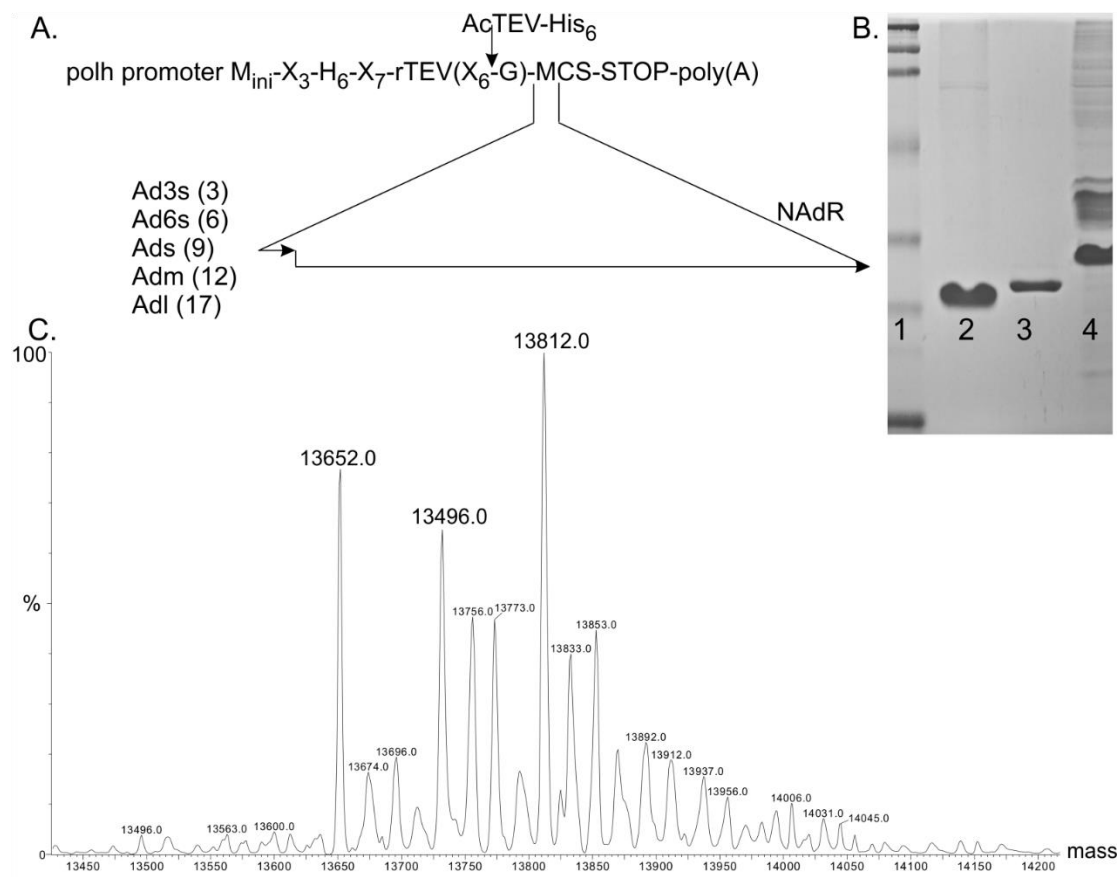 A.
AcTEV-His6
B.
polh promoter Mini-X3-H6-X7-rTEV(X6-G)-MCS-STOP-poly(A)
Ad3s (3)
Ad6s (6)
Ads (9)
Adm (12)
Adl (17)
NAdR
1 2 3 4
C.
100
%
0
13812.0
13652.0
13496.0
13756.0
13773.0
13853.0
13833.0
13892.0
13912.0
13696.0
13674.0
13937.0
13956.0
14006.0
14031.0
14045.0
13496.0
13563.0
13600.0
13450 13500 13550 13600 13650 13700 13750 13800 13850 13900 13950 14000 14050 14100 14150 14200 mass